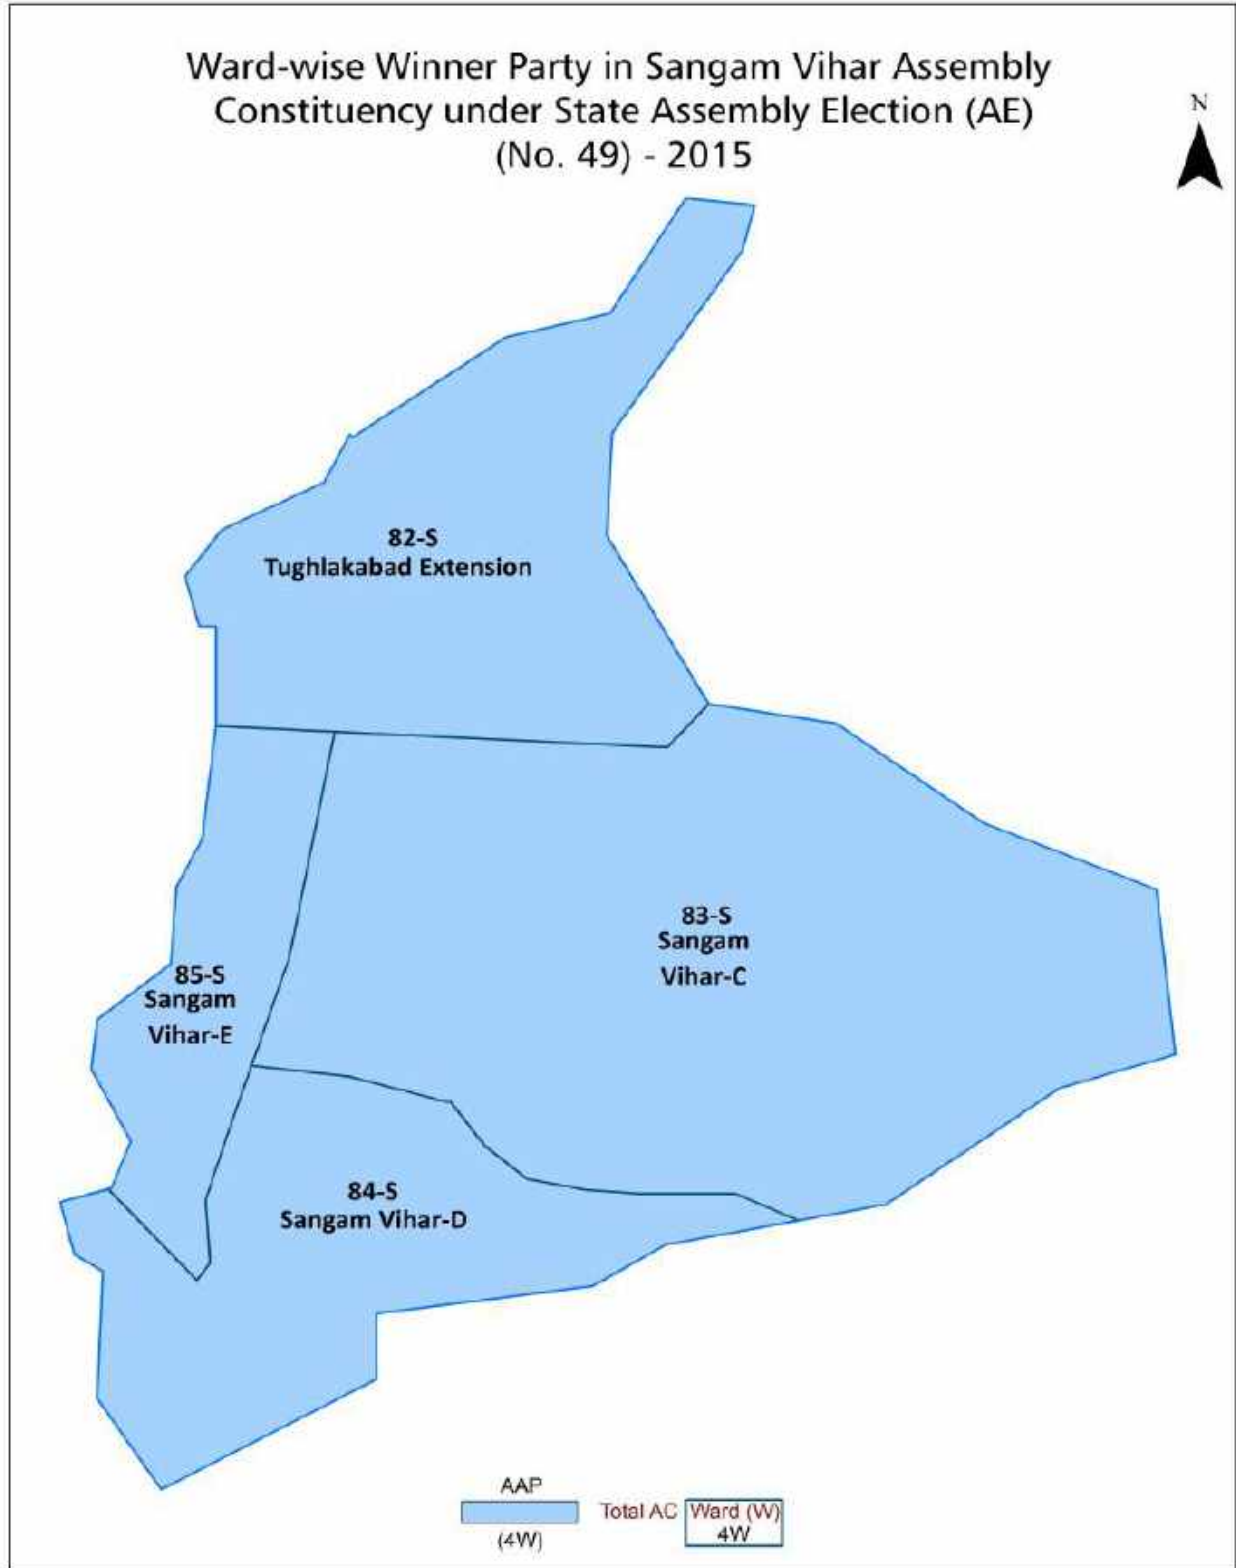 Ward-wise Winner Party in Sangam Vihar Assembly
Constituency under State Assembly Election (AE)
(No. 49) - 2015
N
82-S
Tughlakabad Extension
83-S
Sangam
Vihar-C
85-S
Sangam
Vihar-E
84-S
Sangam Vihar-D
AAP
(4W)
Total AC
Ward (W)
4W